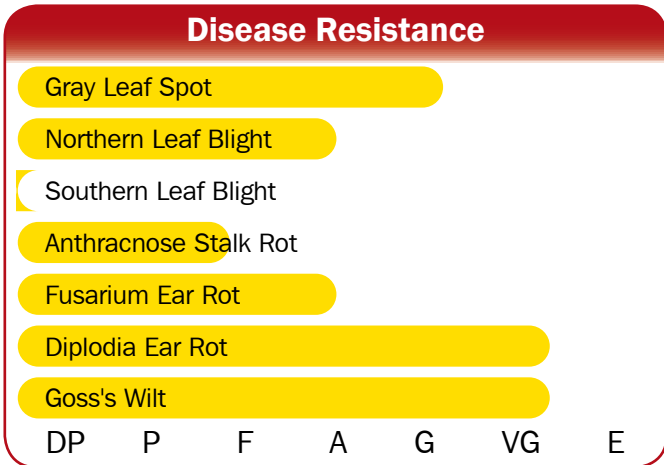 Disease Resistance
Gray Leaf Spot
Northern Leaf Blight
Southern Leaf Blight
Anthracnose Stalk Rot
Fusarium Ear Rot
Diplodia Ear Rot
Goss's Wilt
DP P F A G VG E